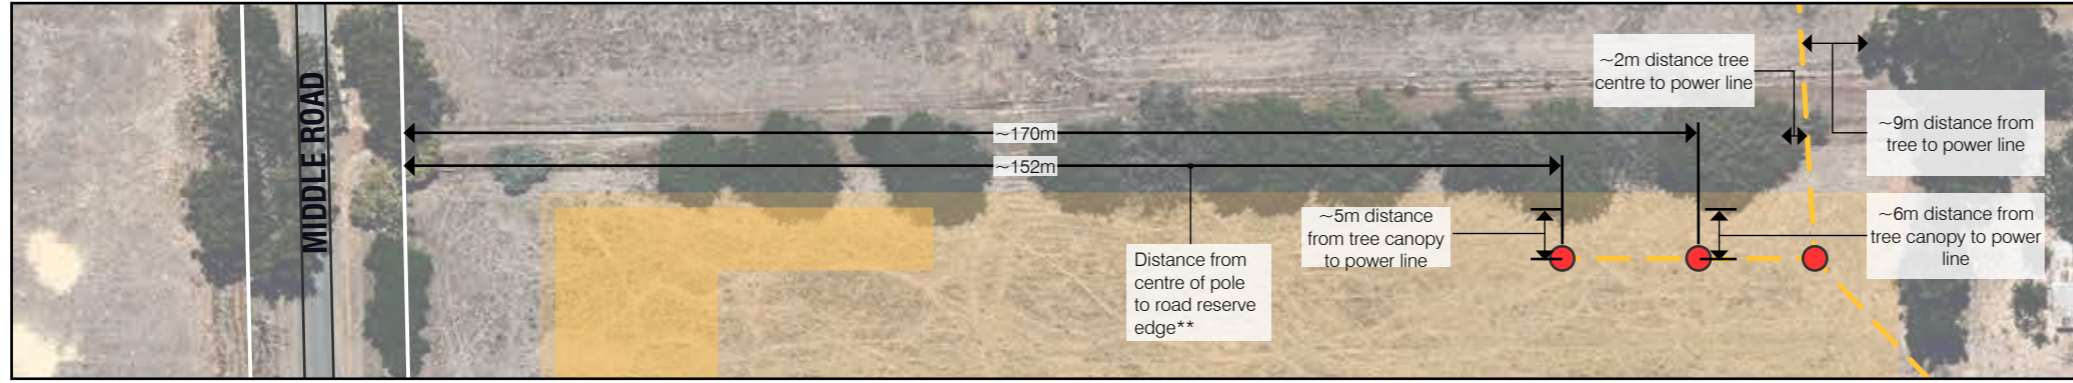 MIDDLE ROAD
~170m
~152m
Distance from
centre of pole
to road reserve
edge**
~5m distance
from tree canopy
to power line
~2m distance tree
centre to power line
~9m distance from
tree to power line
~6m distance from
tree canopy to power
line